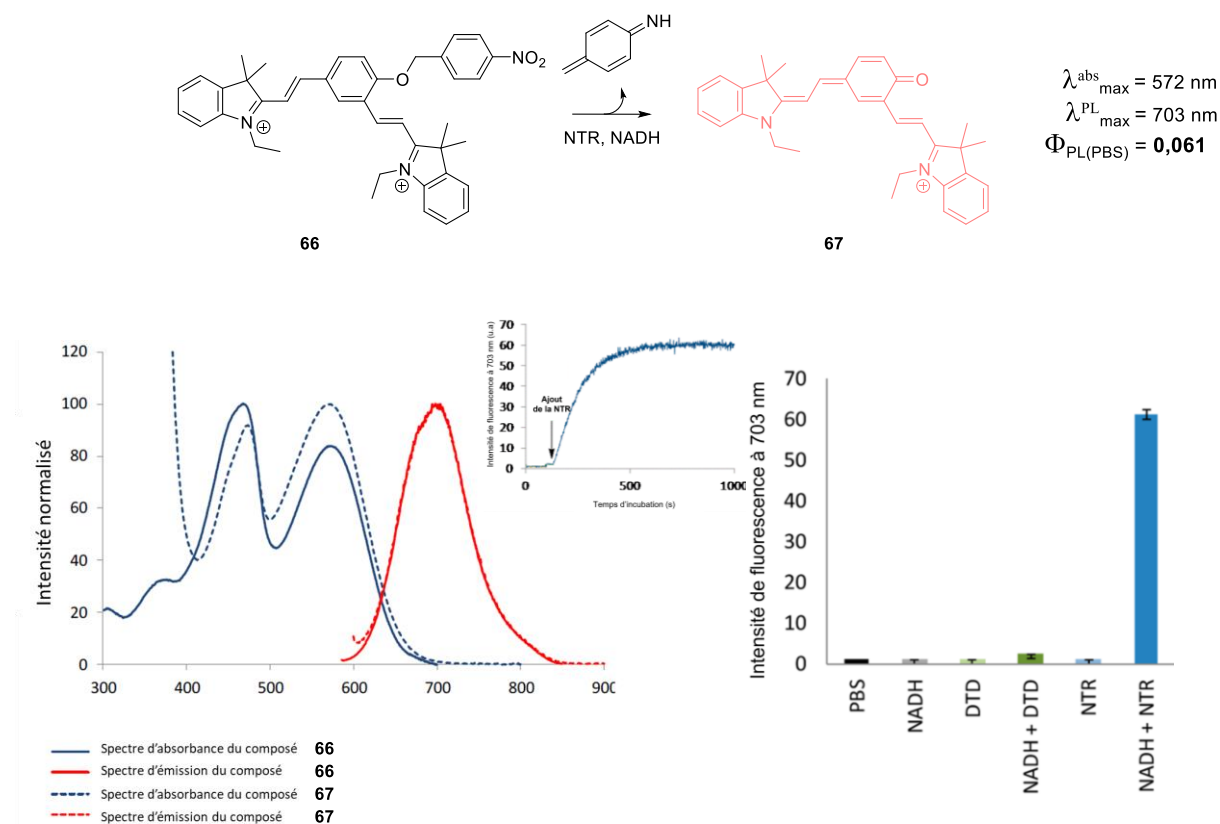 NH
NO2
O
O
N
+
N
+
N
N
+
NTR, NADH
66
67
λabs max = 572 nm
λPL max = 703 nm
ΦPL(PBS) = 0,061
Intensité normalisé
120
100
80
60
40
20
0
300 400 500 600 700 800 900
Intensité de fluorescence à 703 nm (u.a)
70
60
50
40
30
20
10
0
Ajout
de la NTR
0 500 1000
Temps d'incubation (s)
Intensité de fluorescence à 703 nm
70
60
50
40
30
20
10
0
PBS
NADH
DTD
NADH + DTD
NTR
NADH + NTR
Spectre d'absorbance du composé 66
Spectre d'émission du composé 66
Spectre d'absorbance du composé 67
Spectre d'émission du composé 67